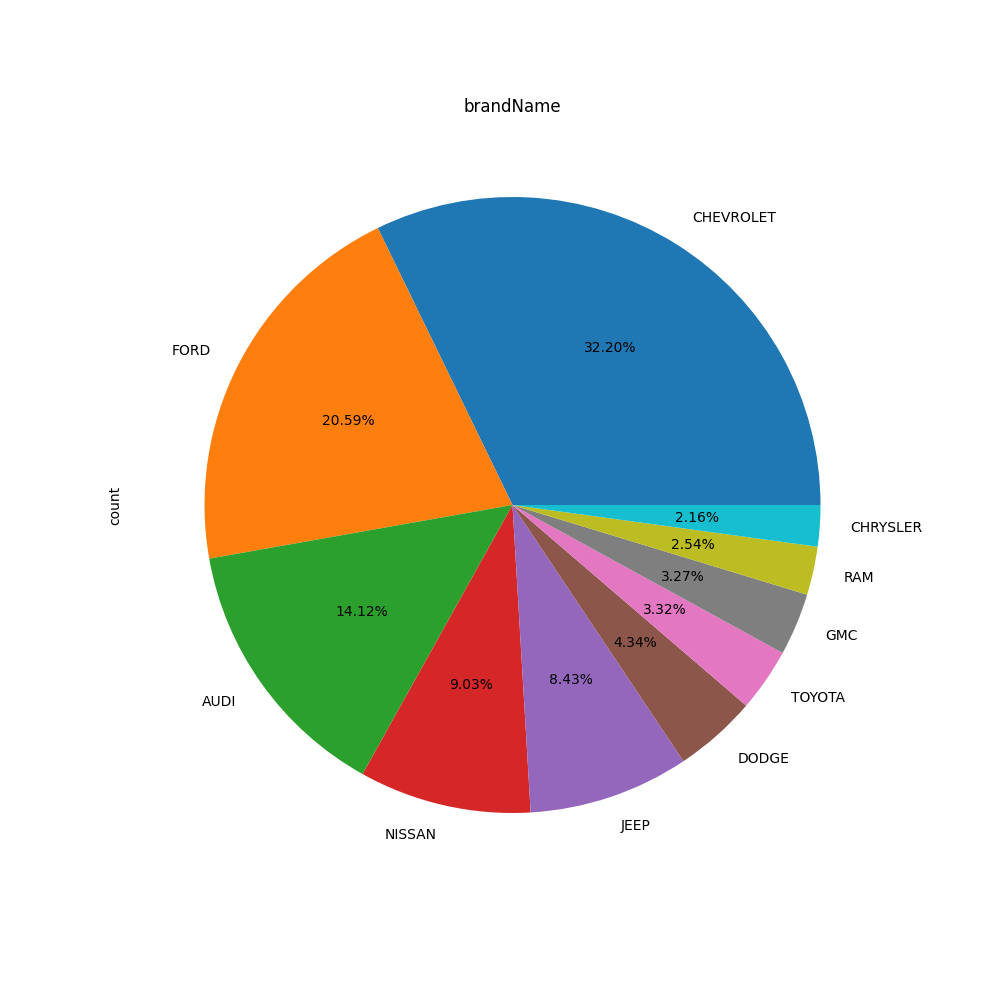 brandName
CHEVROLET
32.20%
FORD
20.59%
count
AUDI
14.12%
NISSAN
9.03%
JEEP
8.43%
DODGE
4.34%
TOYOTA
3.32%
GMC
3.27%
RAM
2.54%
CHRYSLER
2.16%